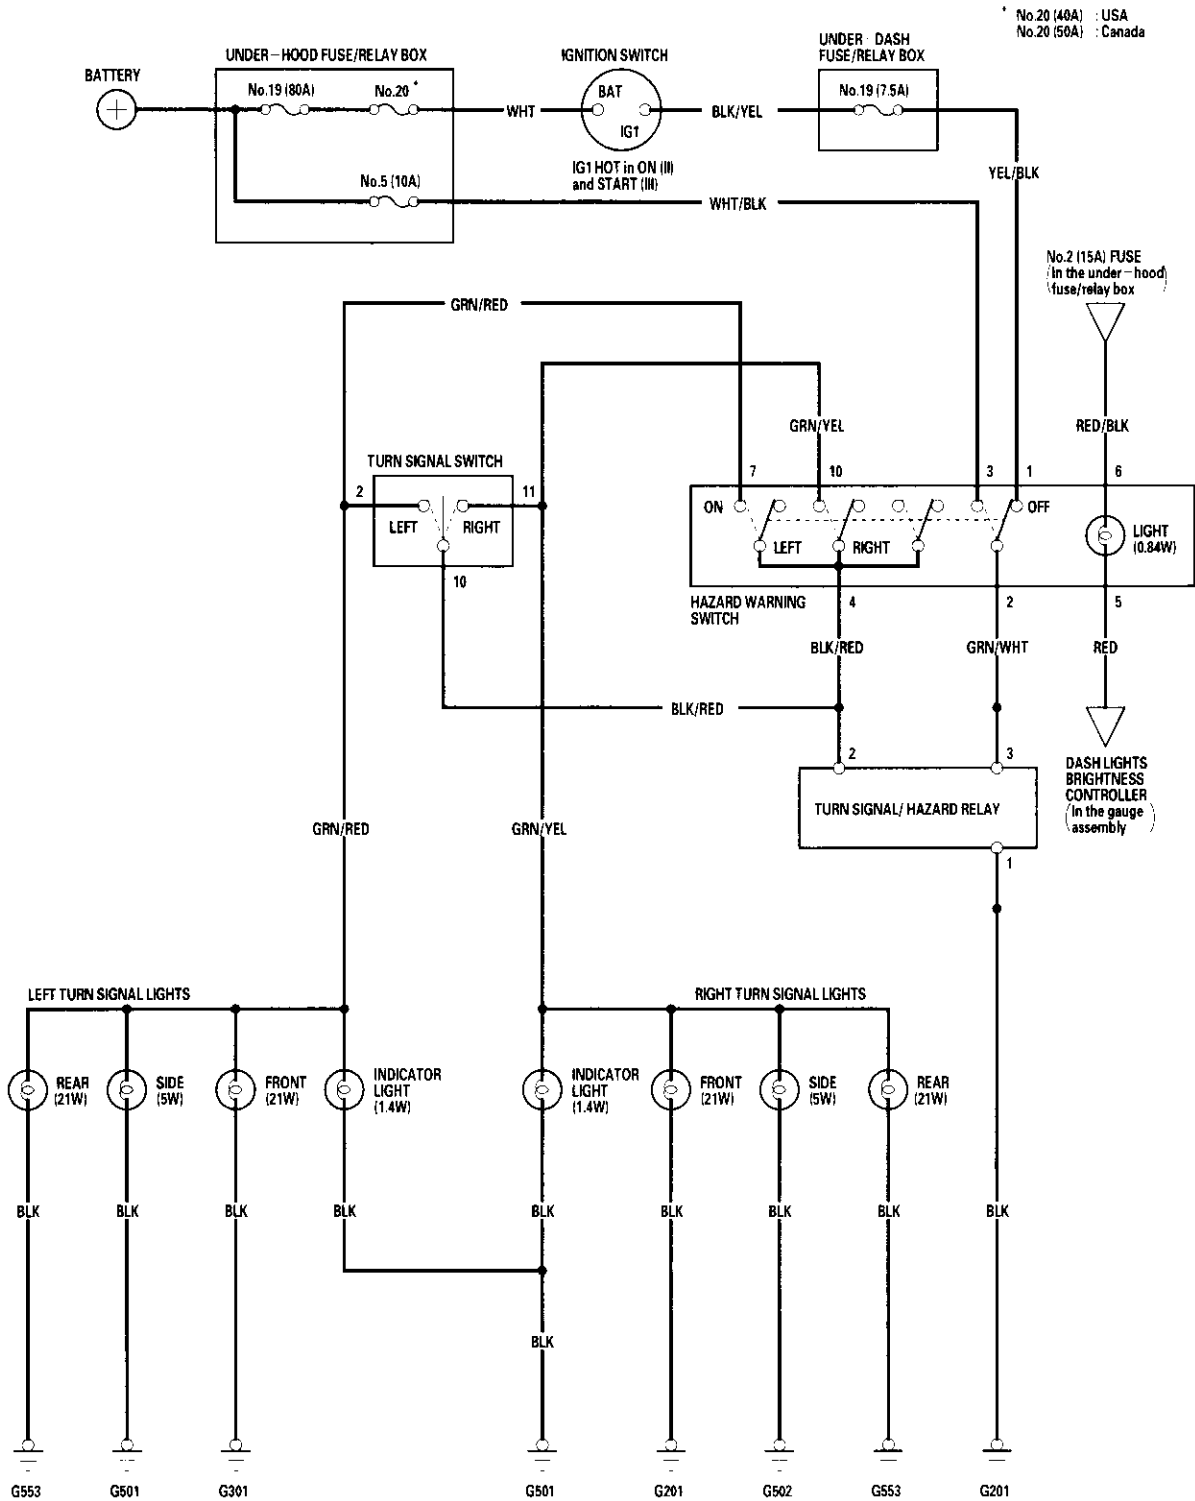 * No.20 (40A) : USA
No.20 (50A) : Canada
UNDER-HOOD FUSE/RELAY BOX
IGNITION SWITCH
UNDER DASH
FUSE/RELAY BOX
BATTERY
No.19 (80A)
No.20 *
BAT
No.19 (7.5A)
WHT
BLK/YEL
IG1
IG1 HOT in ON (II)
and START (III)
YEL/BLK
No.5 (10A)
WHT/BLK
No.2 (15A) FUSE
(In the under-hood)
fuse/relay box
GRN/RED
GRN/YEL
RED/BLK
TURN SIGNAL SWITCH
7
10
3
1
6
2
11
LEFT
RIGHT
ON
OFF
LEFT
RIGHT
LIGHT
(0.84W)
10
HAZARD WARNING
SWITCH
4
2
5
BLK/RED
GRN/WHT
RED
BLK/RED
2
3
DASH LIGHTS
BRIGHTNESS
CONTROLLER
(In the gauge
assembly)
TURN SIGNAL/ HAZARD RELAY
GRN/RED
GRN/YEL
1
LEFT TURN SIGNAL LIGHTS
RIGHT TURN SIGNAL LIGHTS
REAR
(21W)
SIDE
(5W)
FRONT
(21W)
INDICATOR
LIGHT
(1.4W)
INDICATOR
LIGHT
(1.4W)
FRONT
(21W)
SIDE
(5W)
REAR
(21W)
BLK
BLK
BLK
BLK
BLK
BLK
BLK
BLK
BLK
BLK
G553
G501
G301
G501
G201
G502
G553
G201